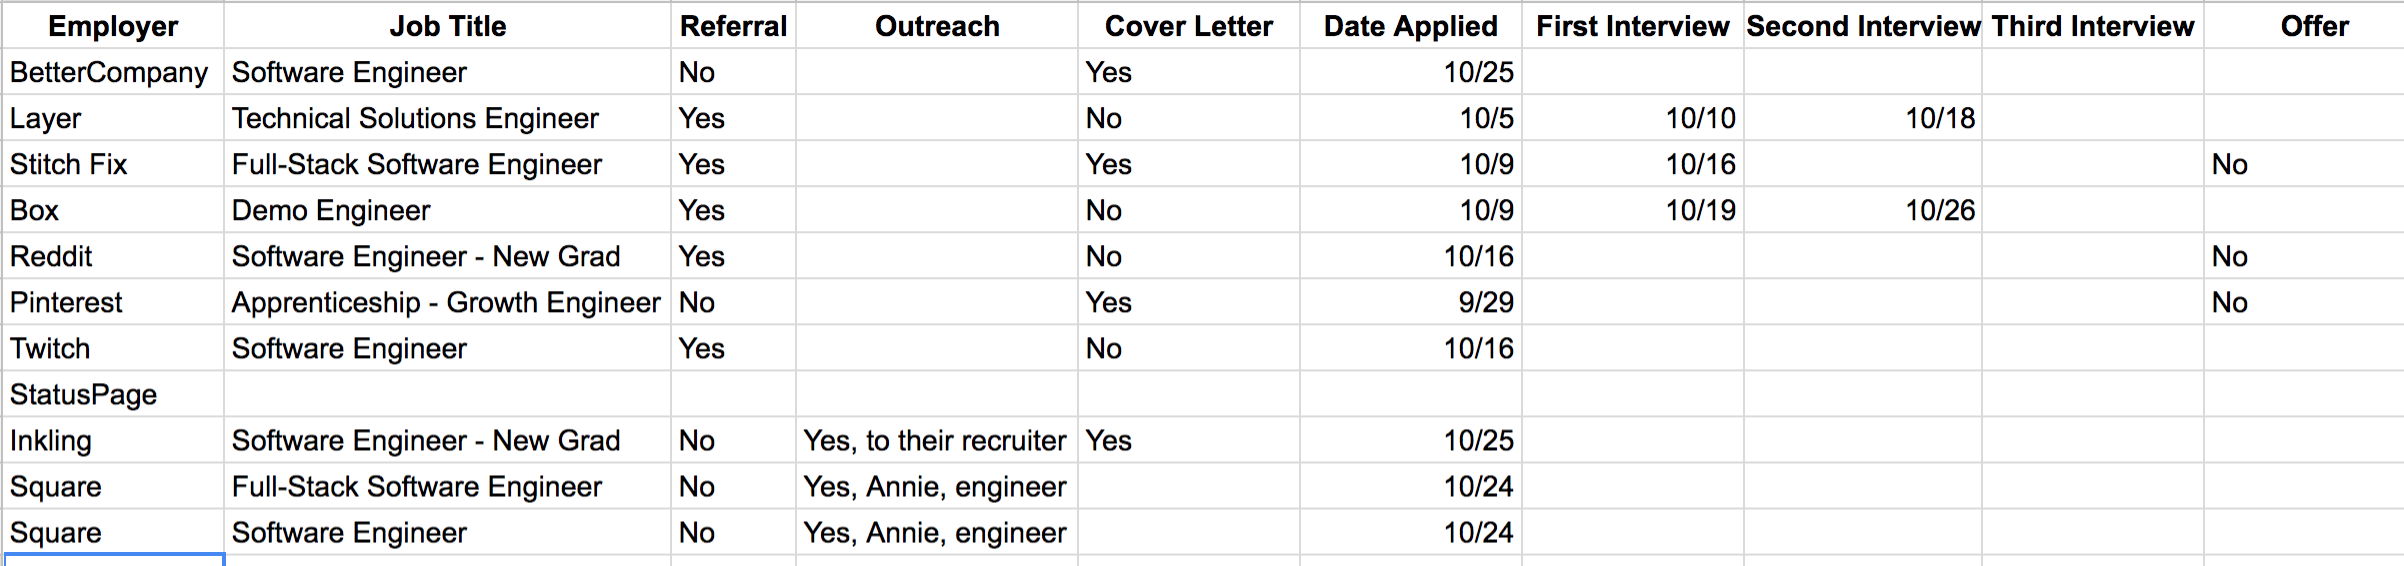 Employer Job Title Referral Outreach Cover Letter Date Applied First Interview Second Interview Third Interview Offer
BetterCompany Software Engineer No Yes 10/25
Layer Technical Solutions Engineer Yes No 10/5 10/10 10/18
Stitch Fix Full-Stack Software Engineer Yes Yes 10/9 10/16 No
Box Demo Engineer Yes No 10/9 10/19 10/26
Reddit Software Engineer - New Grad Yes No 10/16 No
Pinterest Apprenticeship - Growth Engineer No Yes 9/29 No
Twitch Software Engineer Yes No 10/16
StatusPage
Inkling Software Engineer - New Grad No Yes, to their recruiter Yes 10/25
Square Full-Stack Software Engineer No Yes, Annie, engineer 10/24
Square Software Engineer No Yes, Annie, engineer 10/24